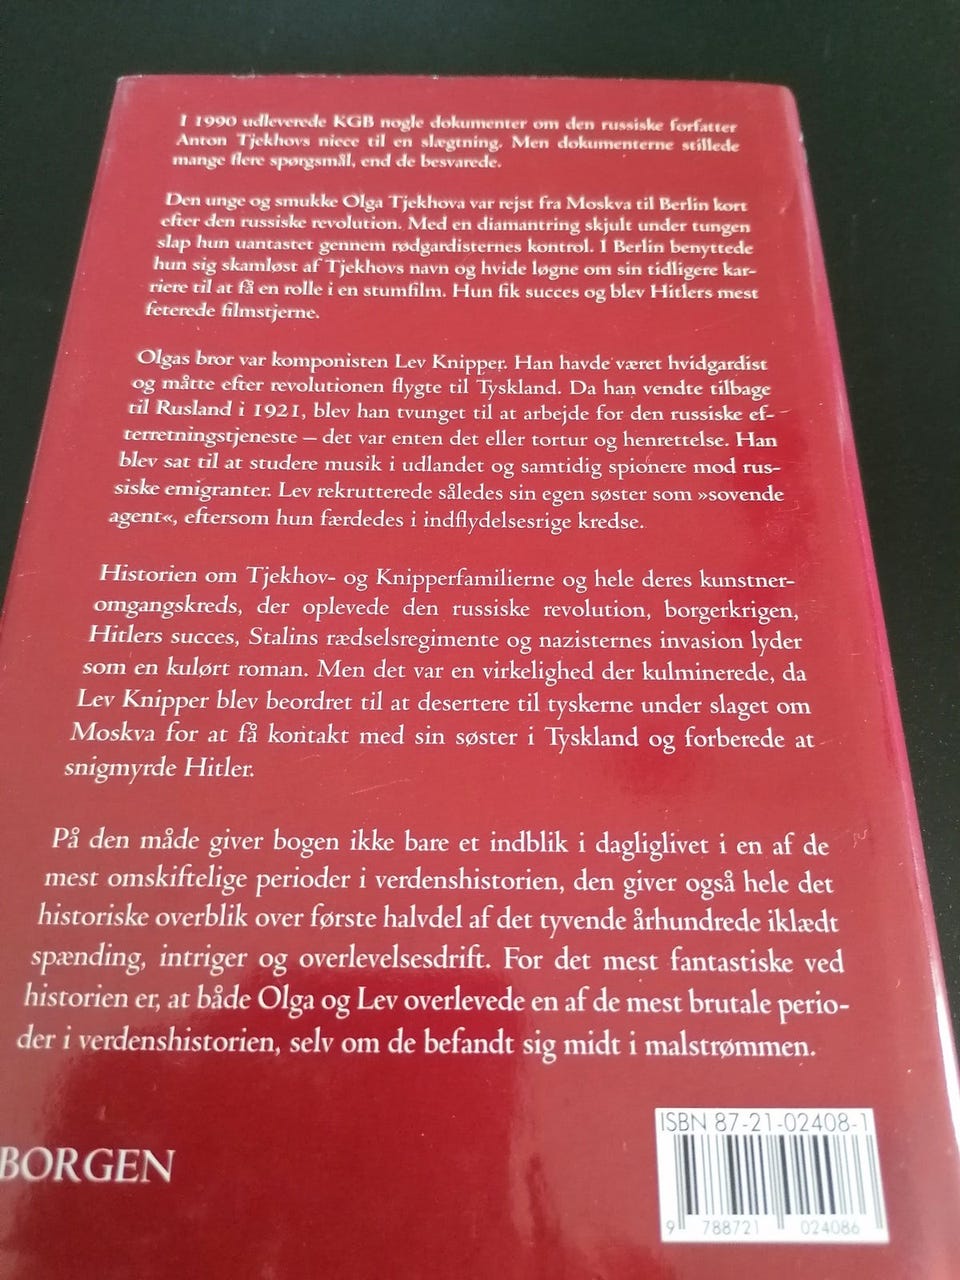 I 1990 udleverede KGB nogle dokumenter om den russiske forfatter
Anton Tjekhovs niece til en slægtning. Men dokumenterne stillede
mange flere spørgsmål, end de besvarede.
Den unge og smukke Olga Tjekhova var rejst fra Moskva til Berlin kort
efter den russiske revolution. Med en diamantring skjult under tungen
slap hun uantastet gennem rødgardisternes kontrol. I Berlin benyttede
hun sig skamløst af Tjekhovs navn og hvide løgne om sin tidligere kar-
riere til at få en rolle i en stumfilm. Hun fik succes og blev Hitlers mest
feterede filmstjerne.
Olgas bror var komponisten Lev Knipper. Han havde været hvidgardist
og måtte efter revolutionen flygte til Tyskland. Da han vendte tilbage
til Rusland i 1921, blev han tvunget til at arbejde for den russiske ef-
terretningstjeneste – det var enten det eller tortur og henrettelse. Han
blev sat til at studere musik i udlandet og samtidig spionere mod rus-
siske emigranter. Lev rekrutterede således sin egen søster som »sovende
agent«, eftersom hun færdedes i indflydelsesrige kredse.
Historien om Tjekhov- og Knipperfamilierne og hele deres kunstner-
omgangskreds, der oplevede den russiske revolution, borgerkrigen,
Hitlers succes, Stalins rædselsregimente og nazisternes invasion lyder
som en kulørt roman. Men det var en virkelighed der kulminerede, da
Lev Knipper blev beordret til at desertere til tyskerne under slaget om
Moskva for at få kontakt med sin søster i Tyskland og forberede at
snigmyrde Hitler.
På den måde giver bogen ikke bare et indblik i dagliglivet i en af de
mest omskiftelige perioder i verdenshistorien, den giver også hele det
historiske overblik over første halvdel af det tyvende århundrede iklædt
spænding, intriger og overlevelsesdrift. For det mest fantastiske ved
historien er, at både Olga og Lev overlevede en af de mest brutale perio-
der i verdenshistorien, selv om de befandt sig midt i malstrømmen.
ISBN 87-21-02408-1
BORGEN
9 788721 024086